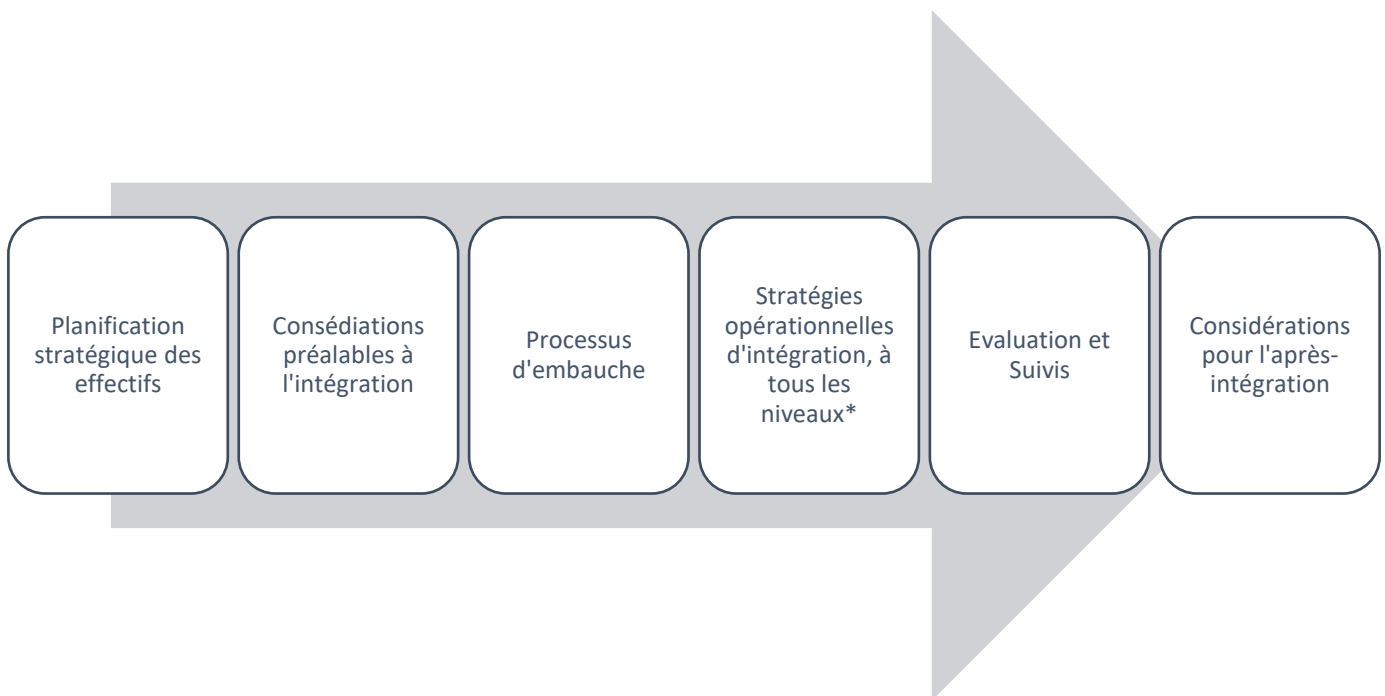 Planification
stratégique des
effectifs
Consédiations
préalables à
l'intégration
Processus
d'embauche
Stratégies
opérationnelles
d'intégration, à
tous les
niveaux*
Evaluation et
Suivis
Considérations
pour l'après-
intégration